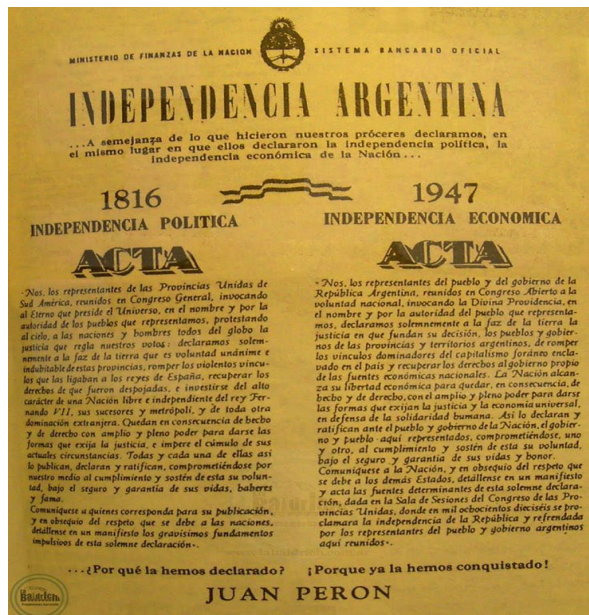 MINISTERIO DE FINANZAS DE LA NACION
SISTEMA BANCARIO OFICIAL
INDEPENDENCIA ARGENTINA
...A semejanza de lo que hicieron nuestros próceres declaramos, en
el mismo lugar en que ellos declararon la independencia política, la
independencia económica de la Nación...
1816
INDEPENDENCIA POLITICA
ACTA
«Nos, los representantes de las Provincias Unidas de
Sud América, reunidos en Congreso General, invocando
al Eterno que preside el Universo, en el nombre y por la
autoridad de los pueblos que representamos, protestando
al cielo, a las naciones y hombres todos del globo la
justicia que regla nuestros votos: declaramos solem-
nemente a la faz de la tierra que es voluntad unánime e
indubitable de estas provincias, romper los violentos víncu-
los que las ligaban a los reyes de España, recuperar los
derechos de que fueron despojadas, e investirse del alto
carácter de una Nación libre e independiente del rey Fer-
nando VII, sus sucesores y metrópoli, y de toda otra
dominación extranjera. Quedan en consecuencia de hecho
y de derecho con amplio y pleno poder para darse las
formas que exija la justicia, e impere el cúmulo de sus
actuales circunstancias. Todas y cada una de ellas así
lo publican, declaran y ratifican, comprometiéndose por
nuestro medio al cumplimiento y sostén de esta su volun-
tad, bajo el seguro y garantía de sus vidas, haberes
y fama.
Comuníquese a quienes corresponda para su publicación,
y en obsequio del respeto que se debe a las naciones,
detállense en un manifiesto los gravísimos fundamentos
impulsivos de esta solemne declaración».
1947
INDEPENDENCIA ECONOMICA
ACTA
«Nos, los representantes del pueblo y del gobierno de la
República Argentina, reunidos en Congreso Abierto a la
voluntad nacional, invocando la Divina Providencia, en
el nombre y por la autoridad del pueblo que representa-
mos, declaramos solemnemente a la faz de la tierra la
justicia en que fundan su decisión, los pueblos y gobier-
nos de las provincias y territorios argentinos, de romper
los vínculos dominadores del capitalismo foráneo encla-
vado en el país y recuperar los derechos al gobierno propio
de las fuentes económicas nacionales. La Nación alcan-
za su libertad económica para quedar, en consecuencia, de
hecho y de derecho, con el amplio y pleno poder para darse
las formas que exijan la justicia y la economía universal,
en defensa de la solidaridad humana. Así lo declaran y
ratifican ante el pueblo y gobierno de la Nación, el gobier-
no y pueblo aquí representados, comprometiéndose, uno
y otro, al cumplimiento y sostén de esta su voluntad,
bajo el seguro y garantía de sus vidas y honor.
Comuníquese a la Nación, y en obsequio del respeto que
se debe a los demás Estados, detállense en un manifiesto
y acta las fuentes determinantes de esta solemne declara-
ción, dada en la Sala de Sesiones del Congreso de las Pro-
vincias Unidas, donde en mil ochocientos dieciséis se pro-
clamara la independencia de la República y refrendada
por los representantes del pueblo y gobierno argentinos
aquí reunidos».
...¿Por qué la hemos declarado? ¡Porque ya la hemos conquistado!
JUAN PERON